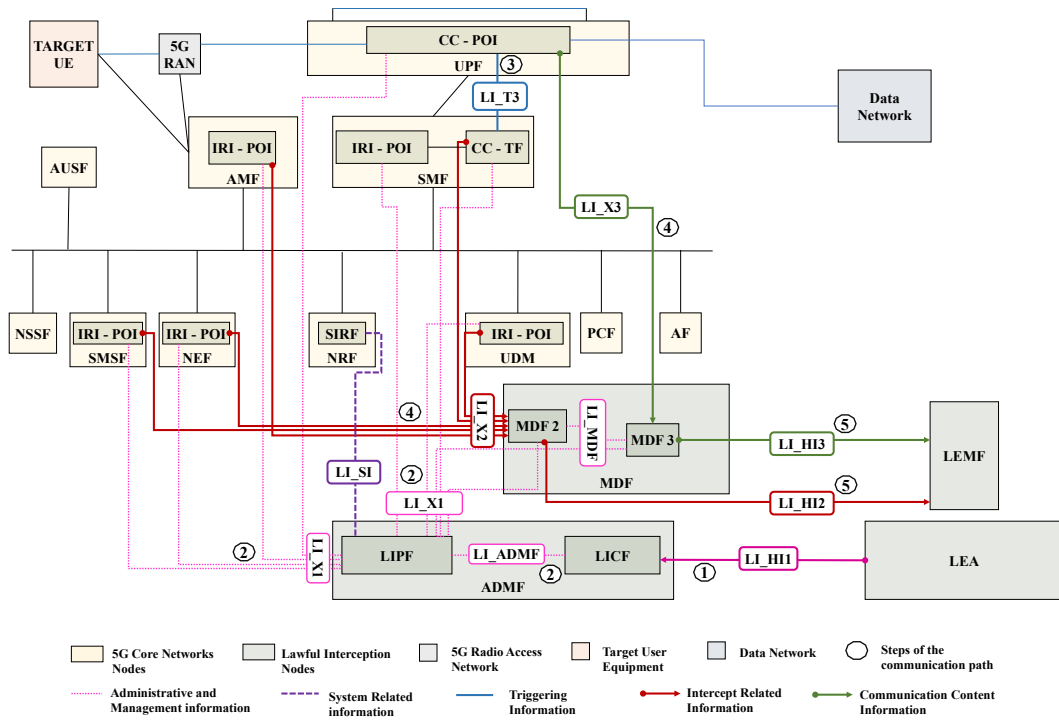 TARGET
UE
5G
RAN
CC - POI
UPF
3
LI_T3
Data
Network
IRI - POI
AMF
IRI - POI
CC - TF
SMF
AUSF
LI_X3
4
NSSF
IRI - POI
SMSF
IRI - POI
NEF
SIRF
NRF
IRI - POI
UDM
PCF
AF
4
LI_X2
MDF 2
LI_MDF
MDF 3
MDF
5
LI_HI3
LEMF
LI_SI
2
LI_X1
5
LI_HI2
2
LI_X1
LIPF
LI_ADMF
2
LICF
ADMF
1
LI_HI1
LEA
5G Core Networks
Nodes
Lawful Interception
Nodes
5G Radio Access
Network
Target User
Equipment
Data Network
Steps of the
communication path
Administrative and
Management information
System Related
information
Triggering
Information
Intercept Related
Information
Communication Content
Information